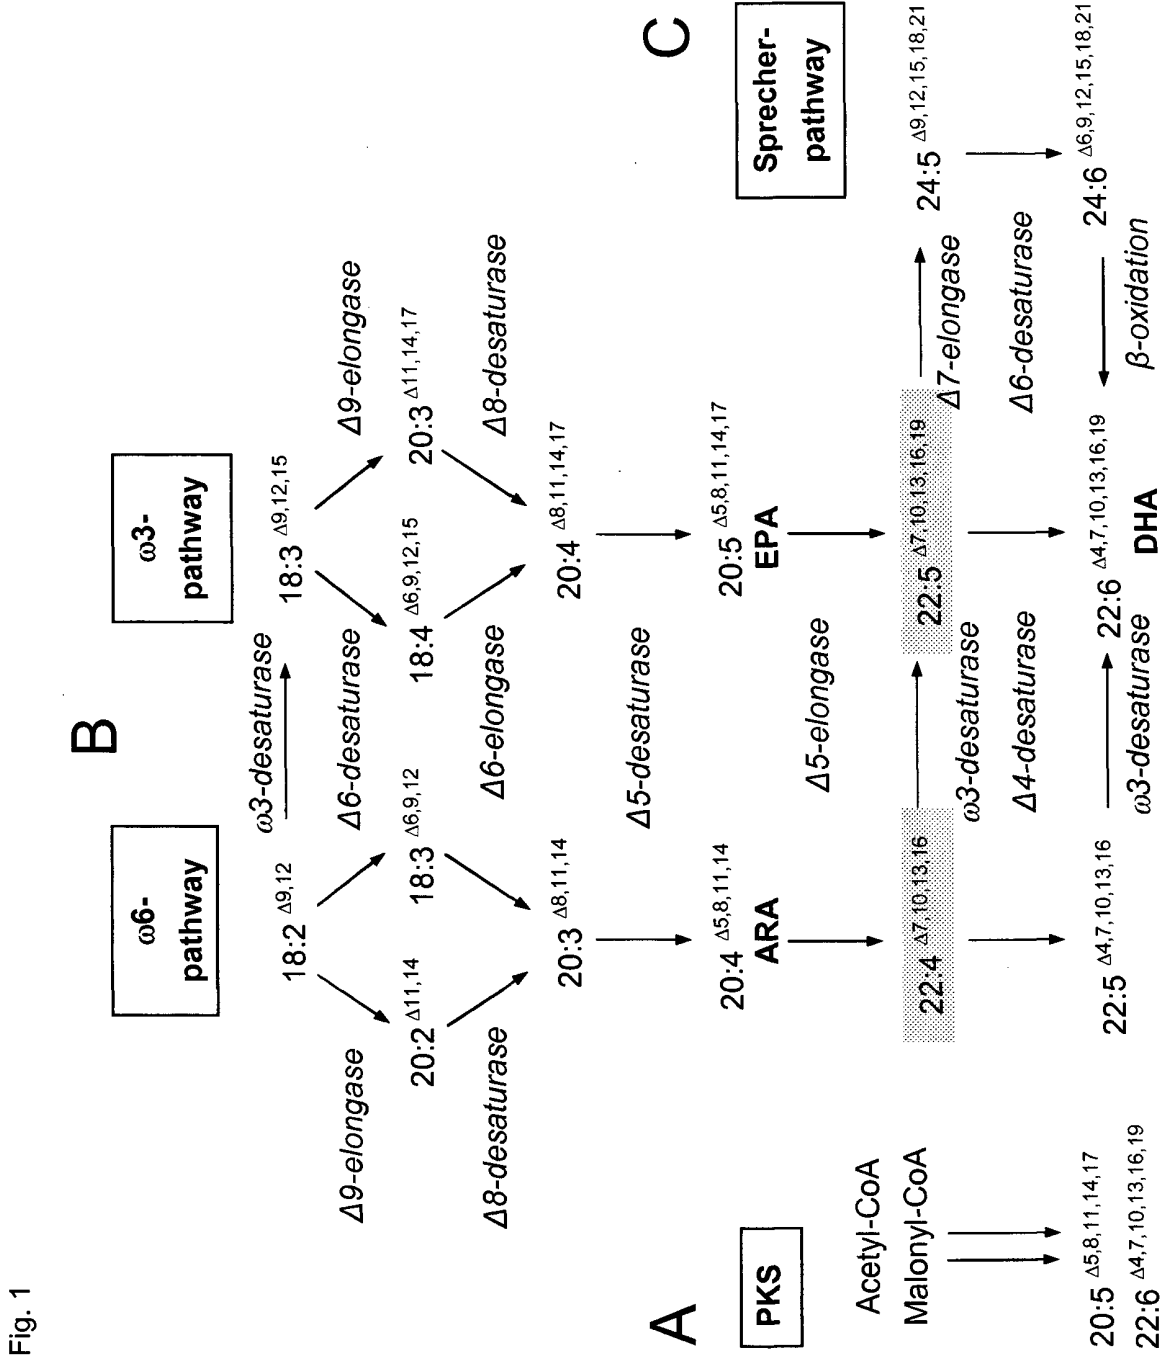 Fig. 1
A
PKS
Acetyl-CoA
Malonyl-CoA
20:5 Δ5,8,11,14,17
22:6 Δ4,7,10,13,16,19
B
ω6-
pathway
ω3-
pathway
18:2 Δ9,12
ω3-desaturase
18:3 Δ9,12,15
Δ9-elongase
Δ6-desaturase
Δ9-elongase
20:2 Δ11,14
18:3 Δ6,9,12
18:4 Δ6,9,12,15
20:3 Δ11,14,17
Δ8-desaturase
Δ6-elongase
Δ8-desaturase
20:3 Δ8,11,14
20:4 Δ8,11,14,17
Δ5-desaturase
20:4 Δ5,8,11,14
ARA
20:5 Δ5,8,11,14,17
EPA
Δ5-elongase
22:4 Δ7,10,13,16
ω3-desaturase
22:5 Δ7,10,13,16,19
Δ4-desaturase
22:5 Δ4,7,10,13,16
ω3-desaturase
22:6 Δ4,7,10,13,16,19
DHA
C
Sprecher-
pathway
Δ7-elongase
24:5 Δ9,12,15,18,21
Δ6-desaturase
24:6 Δ6,9,12,15,18,21
β-oxidation